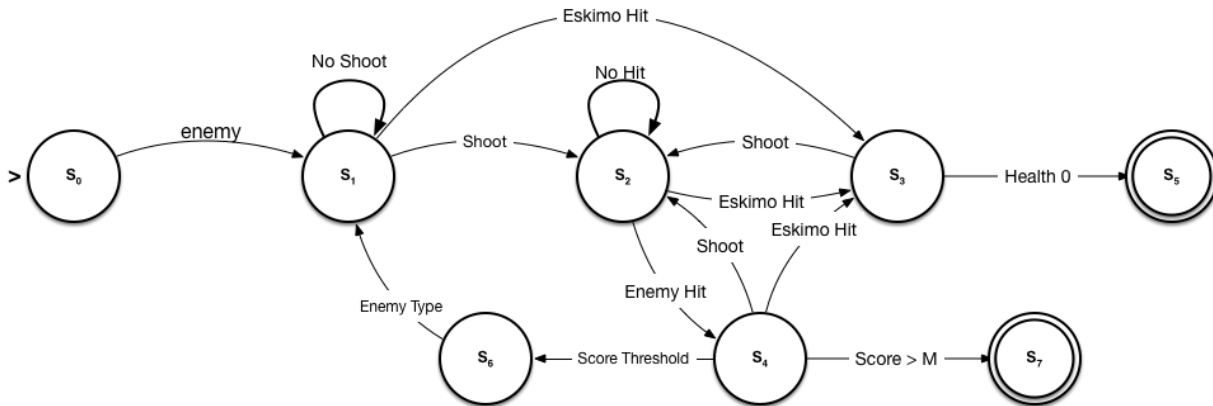 Eskimo Hit
No Shoot
No Hit
enemy
Shoot
Shoot
>
S₀
S₁
S₂
S₃
Health 0
S₅
Eskimo Hit
Eskimo Hit
Shoot
Enemy Hit
Enemy Type
S₆
Score Threshold
S₄
Score > M
S₇